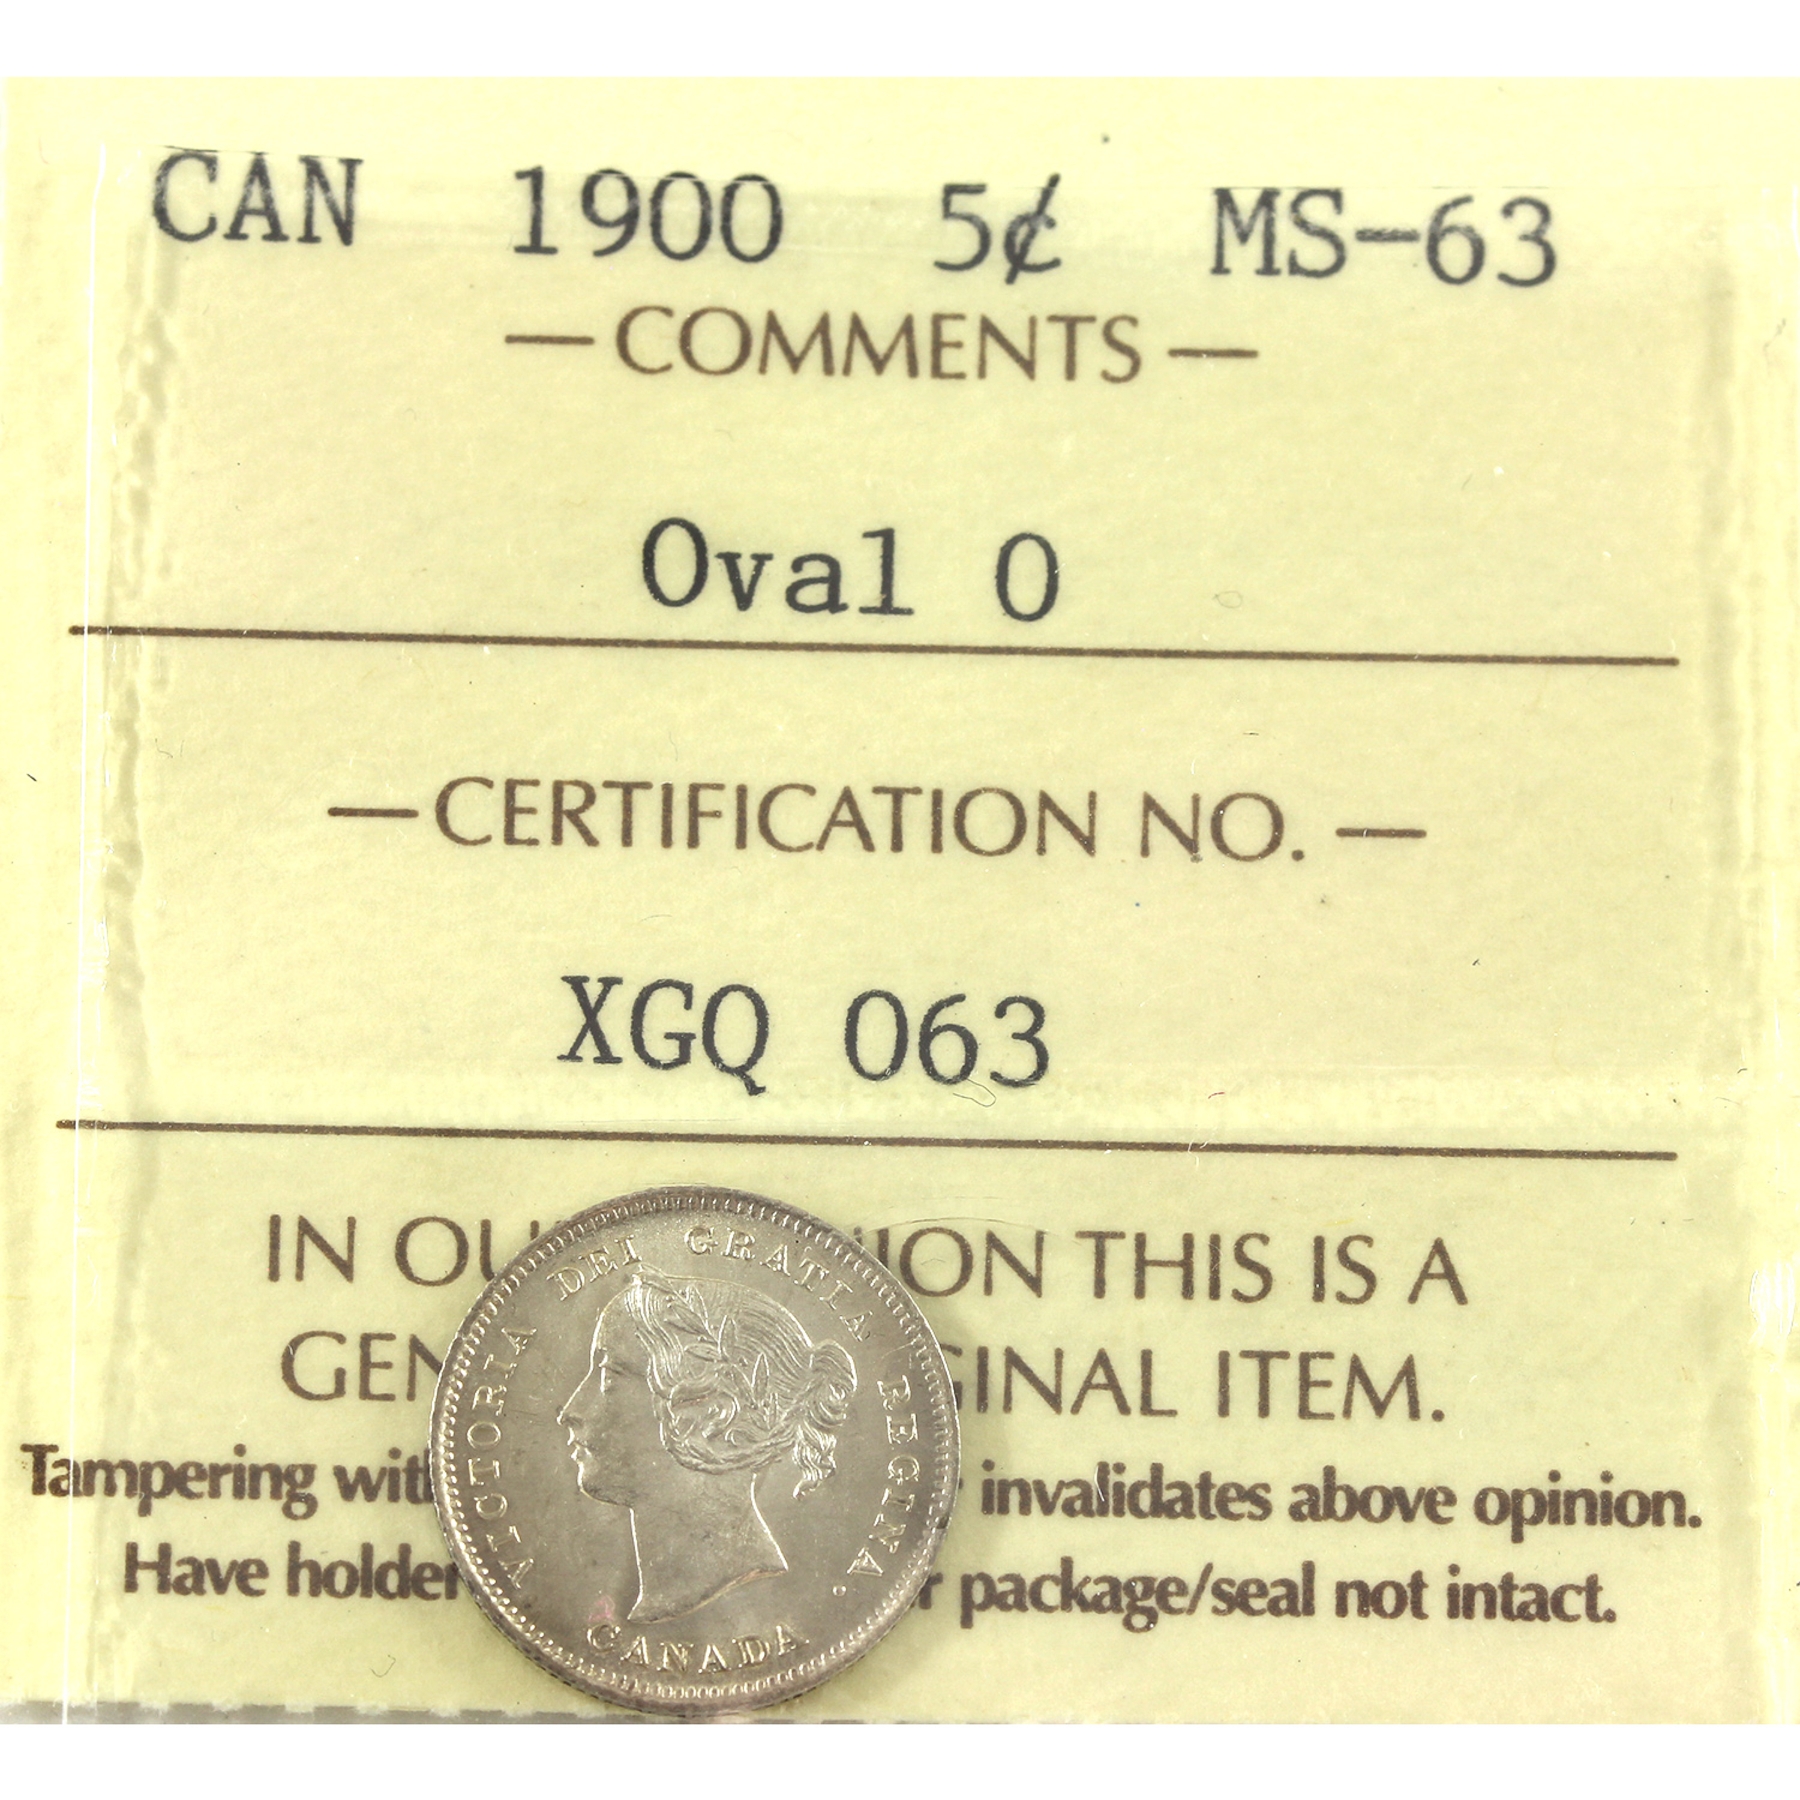 CAN 1900 5¢ MS-63
— COMMENTS —
Oval 0
— CERTIFICATION NO. —
XGQ 063
IN OU ION THIS IS A
GEN GINAL ITEM.
Tampering wit invalidates above opinion.
Have holder r package/seal not intact.
VICTORIA DEI GRATIA REGINA.
CANADA